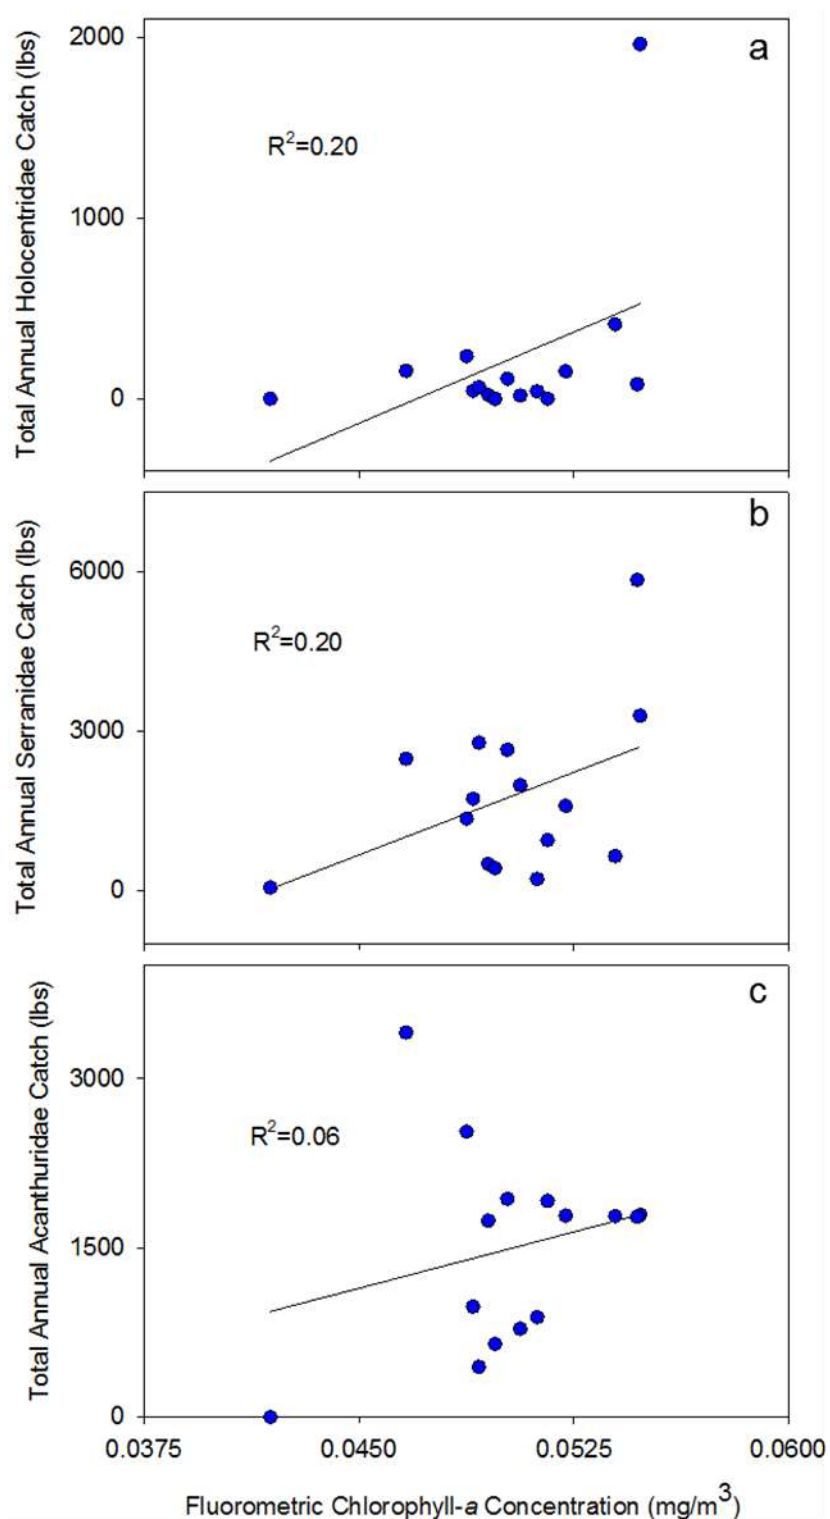 a
Total Annual Holocentridae Catch (lbs)
2000
1000
0
R²=0.20
b
Total Annual Serranidae Catch (lbs)
6000
3000
0
R²=0.20
c
Total Annual Acanthuridae Catch (lbs)
3000
1500
0
R²=0.06
0.0375 0.0450 0.0525 0.0600
Fluorometric Chlorophyll-a Concentration (mg/m³)